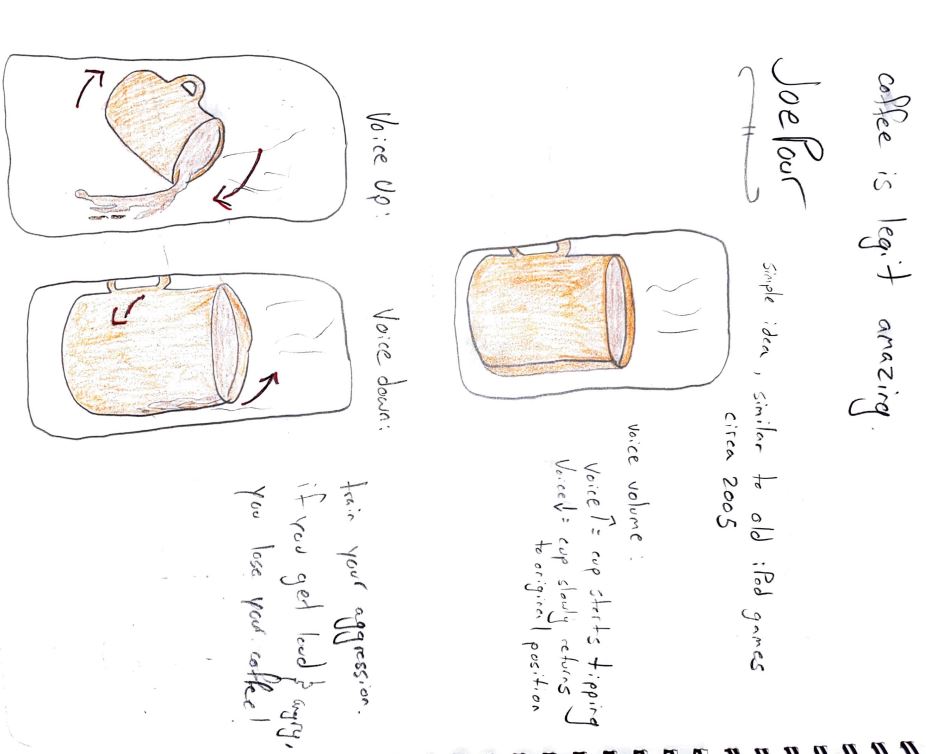 coffee is legit amazing.
JoePour
simple idea, similar to old iPod games
circa 2005
voice volume:
Voice ↑ = cup starts tipping
Voice ↓ = cup slowly returns
to original position
Voice Up:
Voice down:
train your aggression.
if you get loud & angry,
you lose your coffee!